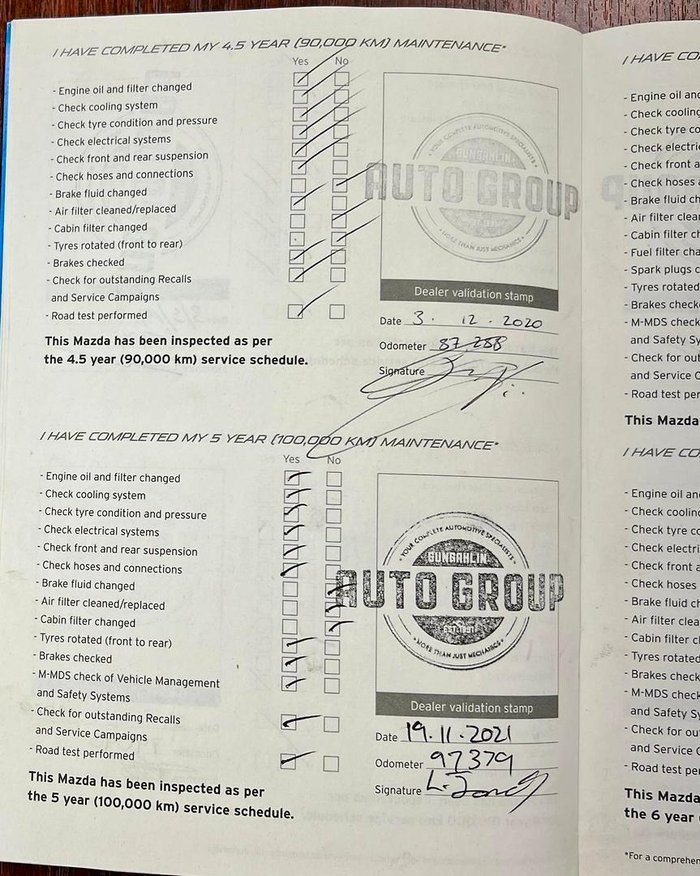 I HAVE COMPLETED MY 4.5 YEAR (90,000 KM) MAINTENANCE*
Yes No
- Engine oil and filter changed
- Check cooling system
- Check tyre condition and pressure
- Check electrical systems
- Check front and rear suspension
- Check hoses and connections
- Brake fluid changed
- Air filter cleaned/replaced
- Cabin filter changed
- Tyres rotated (front to rear)
- Brakes checked
- Check for outstanding Recalls
and Service Campaigns
- Road test performed
This Mazda has been inspected as per
the 4.5 year (90,000 km) service schedule.
YOUR COMPLETE AUTOMOTIVE SPECIALISTS
GUNGAHLIN
AUTO GROUP
MORE THAN JUST MECHANICS
Dealer validation stamp
Date 3 . 12 . 2020
Odometer 87 288
Signature
I HAVE COMPLETED MY 5 YEAR (100,000 KM) MAINTENANCE*
Yes No
- Engine oil and filter changed
- Check cooling system
- Check tyre condition and pressure
- Check electrical systems
- Check front and rear suspension
- Check hoses and connections
- Brake fluid changed
- Air filter cleaned/replaced
- Cabin filter changed
- Tyres rotated (front to rear)
- Brakes checked
- M-MDS check of Vehicle Management
and Safety Systems
- Check for outstanding Recalls
and Service Campaigns
- Road test performed
This Mazda has been inspected as per
the 5 year (100,000 km) service schedule.
YOUR COMPLETE AUTOMOTIVE SPECIALISTS
GUNGAHLIN
AUTO GROUP
MORE THAN JUST MECHANICS
Dealer validation stamp
Date 19.11.2021
Odometer 97379
Signature
I HAVE CO
- Engine oil and
- Check cooling
- Check tyre co
- Check electric
- Check front a
- Check hoses a
- Brake fluid ch
- Air filter clea
- Cabin filter ch
- Fuel filter cha
- Spark plugs c
- Tyres rotated
- Brakes check
- M-MDS check
and Safety Sy
- Check for out
and Service C
- Road test per
This Mazda
I HAVE CO
- Engine oil an
- Check coolin
- Check tyre co
- Check electri
- Check front a
- Check hoses
- Brake fluid ch
- Air filter clea
- Cabin filter c
- Tyres rotated
- Brakes check
- M-MDS check
and Safety Sy
- Check for ou
and Service C
- Road test pe
This Mazda
the 6 year
*For a comprehen